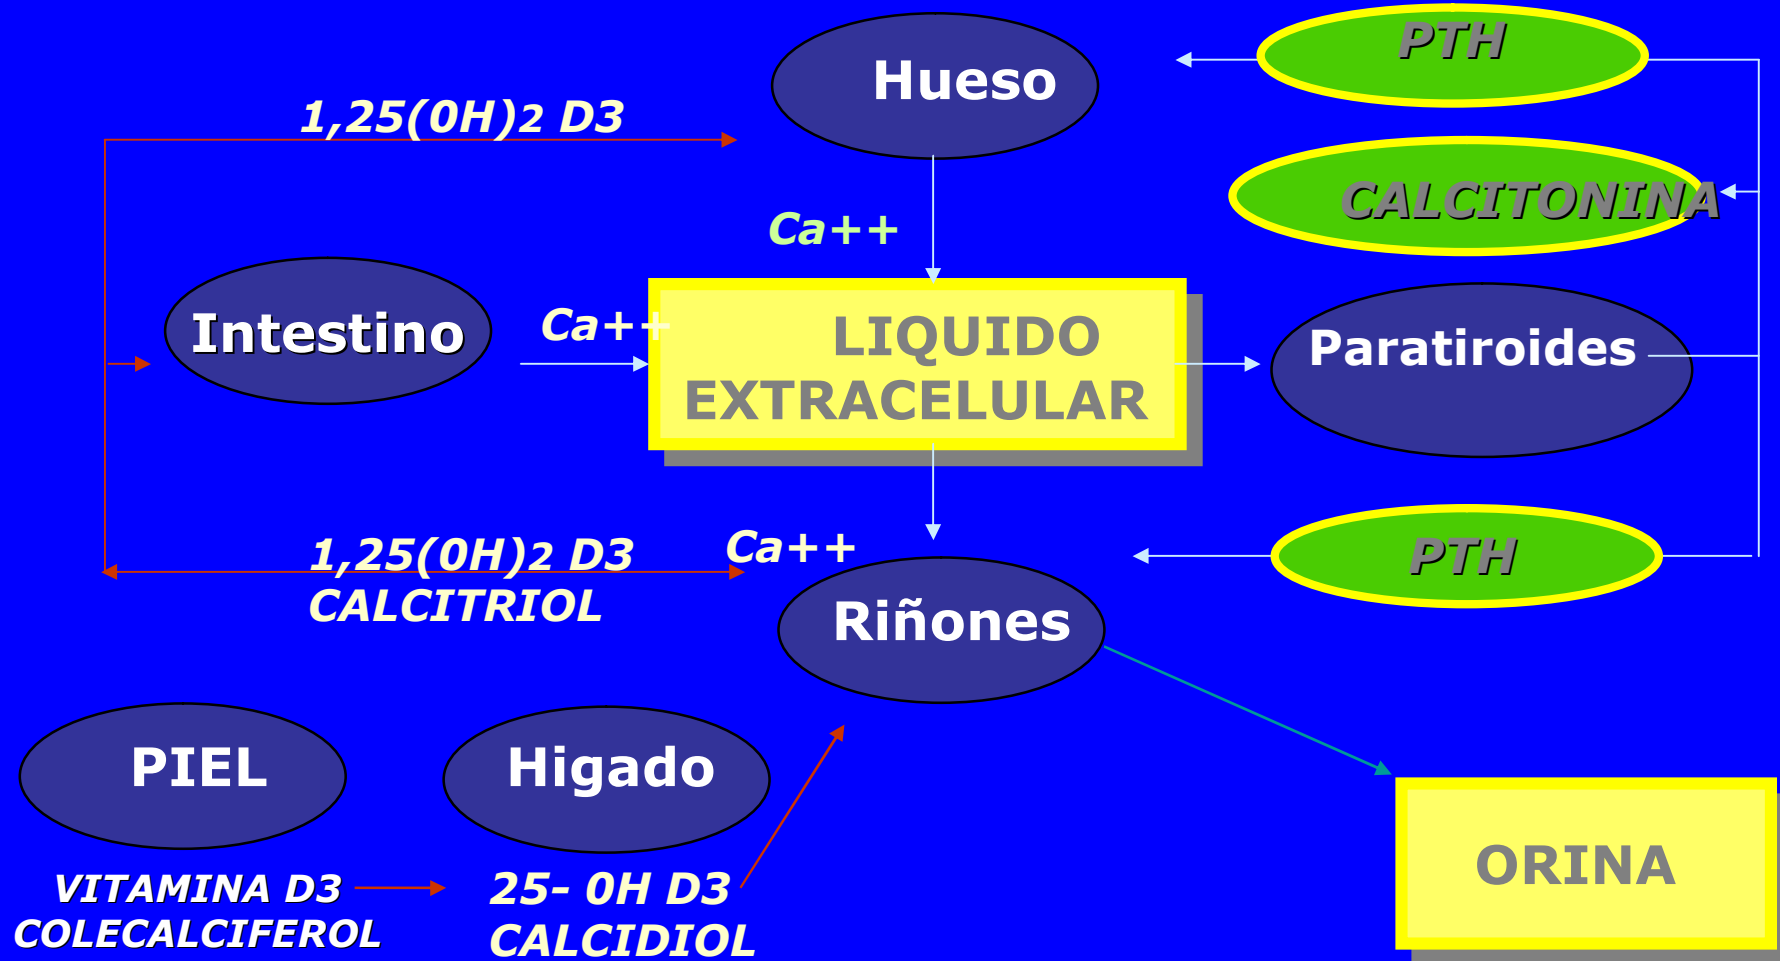 PTH
Hueso
1,25(0H)2 D3
CALCITONINA
Ca++
Intestino
Ca++
LIQUIDO
EXTRACELULAR
Paratiroides
1,25(0H)2 D3
CALCITRIOL
Ca++
PTH
Riñones
PIEL
Higado
VITAMINA D3
COLECALCIFEROL
25- 0H D3
CALCIDIOL
ORINA